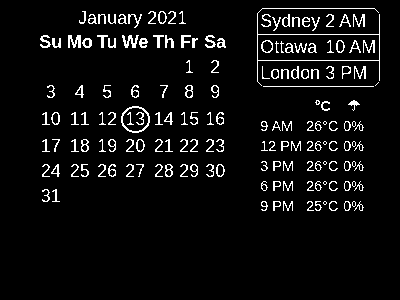 January 2021
Su Mo Tu We Th Fr Sa
1 2
3 4 5 6 7 8 9
10 11 12 13 14 15 16
17 18 19 20 21 22 23
24 25 26 27 28 29 30
31
Sydney 2 AM
Ottawa 10 AM
London 3 PM
°C ☂
9 AM 26°C 0%
12 PM 26°C 0%
3 PM 26°C 0%
6 PM 26°C 0%
9 PM 25°C 0%